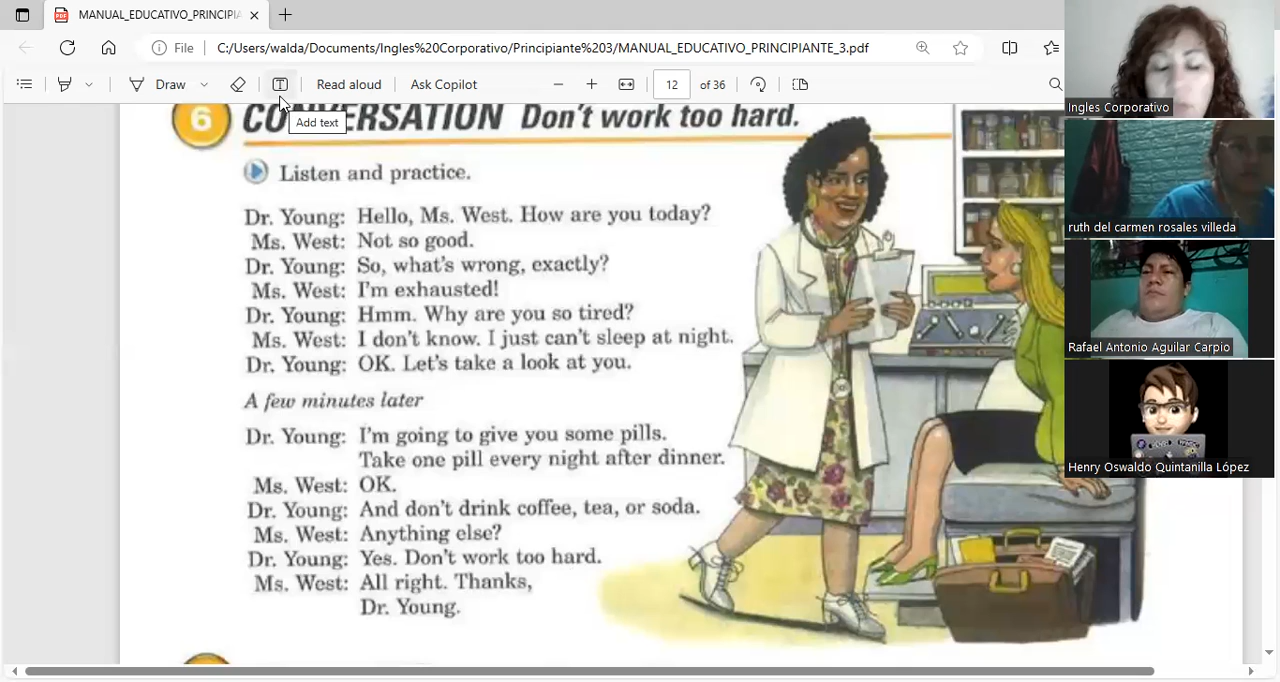 MANUAL_EDUCATIVO_PRINCIPIA
File
C:/Users/walda/Documents/Ingles%20Corporativo/Principiante%203/MANUAL_EDUCATIVO_PRINCIPIANTE_3.pdf
Draw
Read aloud
Ask Copilot
12 of 36
Add text
6 CONVERSATION Don't work too hard.
Listen and practice.
Dr. Young: Hello, Ms. West. How are you today?
Ms. West: Not so good.
Dr. Young: So, what's wrong, exactly?
Ms. West: I'm exhausted!
Dr. Young: Hmm. Why are you so tired?
Ms. West: I don't know. I just can't sleep at night.
Dr. Young: OK. Let's take a look at you.
A few minutes later
Dr. Young: I'm going to give you some pills.
Take one pill every night after dinner.
Ms. West: OK.
Dr. Young: And don't drink coffee, tea, or soda.
Ms. West: Anything else?
Dr. Young: Yes. Don't work too hard.
Ms. West: All right. Thanks,
Dr. Young.
Ingles Corporativo
ruth del carmen rosales villeda
Rafael Antonio Aguilar Carpio
Henry Oswaldo Quintanilla López